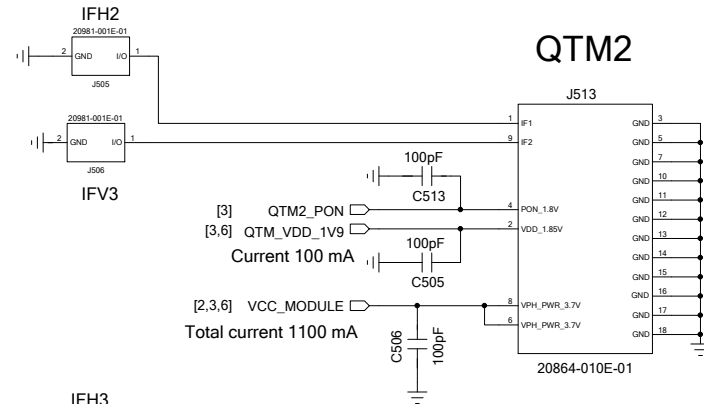 IFH2
20981-001E-01
2 GND I/O 1
J505
20981-001E-01
2 GND I/O 1
J506
IFV3
QTM2
J513
1 IF1 GND 3
9 IF2 GND 5
GND 7
GND 10
GND 11
100pF
C513
[3] QTM2_PON 4 PON_1.8V GND 12
[3,6] QTM_VDD_1V9 2 VDD_1.85V GND 13
Current 100 mA
100pF
C505
GND 14
GND 15
GND 16
[2,3,6] VCC_MODULE 8 VPH_PWR_3.7V GND 17
6 VPH_PWR_3.7V GND 18
Total current 1100 mA
C506
100pF
20864-010E-01
IFH3